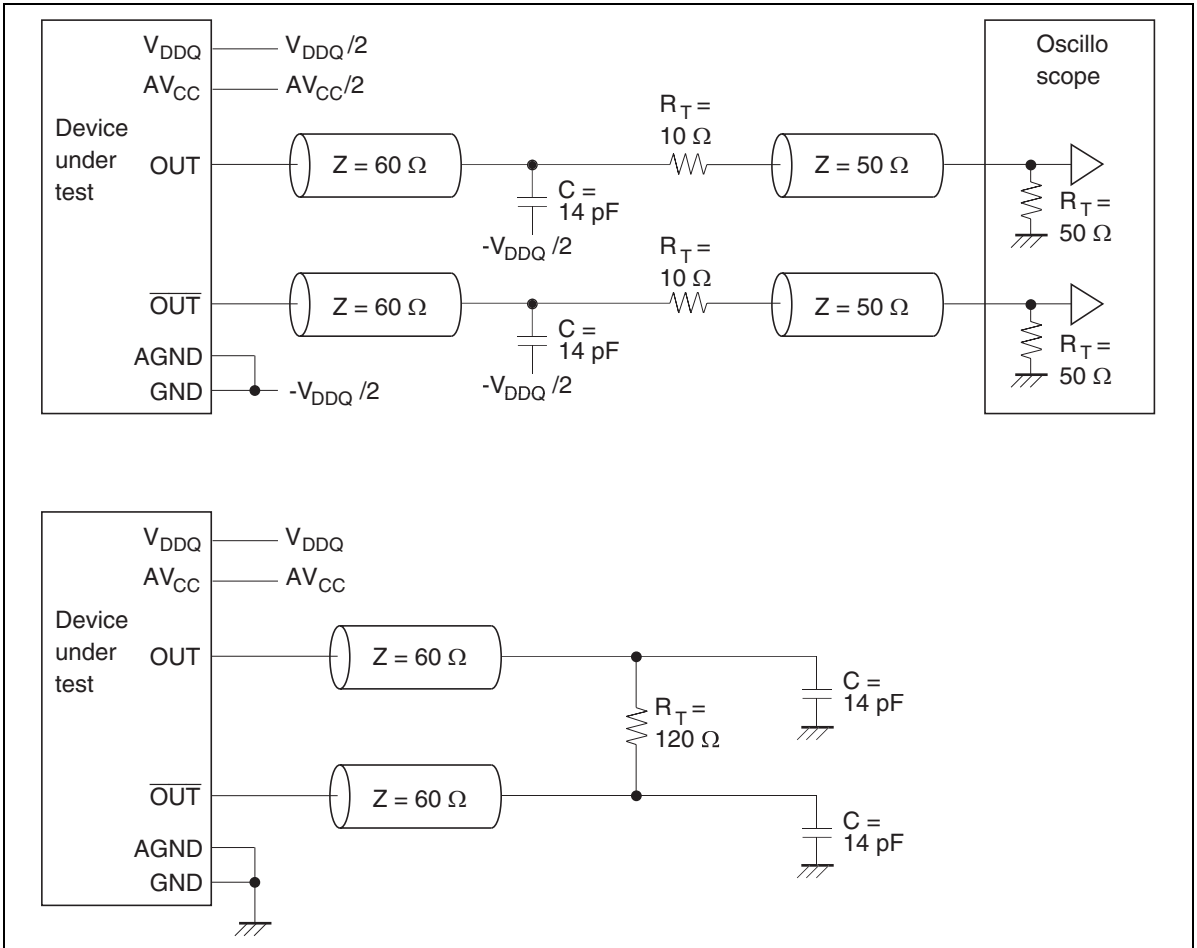 V_DDQ V_DDQ /2
AV_CC AV_CC/2
Oscillo
scope
Device
under
test
OUT
Z = 60 Ω
C =
14 pF
-V_DDQ /2
R_T =
10 Ω
Z = 50 Ω
R_T =
50 Ω
O̅U̅T̅
Z = 60 Ω
C =
14 pF
-V_DDQ /2
R_T =
10 Ω
Z = 50 Ω
R_T =
50 Ω
AGND
GND -V_DDQ /2
V_DDQ V_DDQ
AV_CC AV_CC
Device
under
test
OUT
Z = 60 Ω
R_T =
120 Ω
C =
14 pF
O̅U̅T̅
Z = 60 Ω
C =
14 pF
AGND
GND